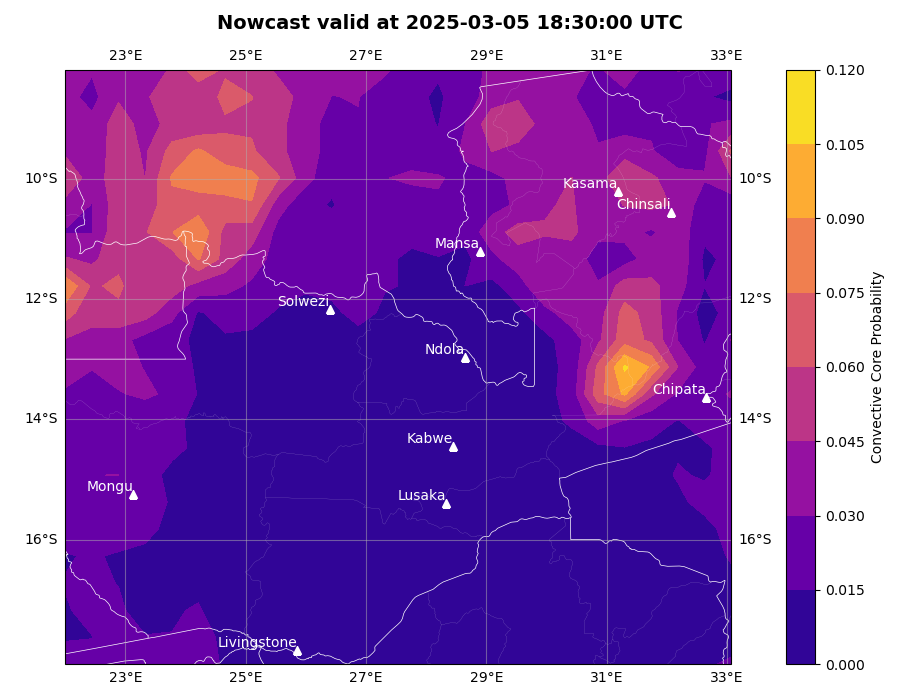 Nowcast valid at 2025-03-05 18:30:00 UTC
23°E 25°E 27°E 29°E 31°E 33°E
0.120
0.105
10°S Kasama 10°S
Chinsali
0.090
Mansa
12°S 12°S
Solwezi
0.075
Ndola
0.060
Chipata
14°S 14°S
Kabwe
0.045
Mongu
Lusaka
0.030
16°S 16°S
0.015
Livingstone
0.000
23°E 25°E 27°E 29°E 31°E 33°E
Convective Core Probability